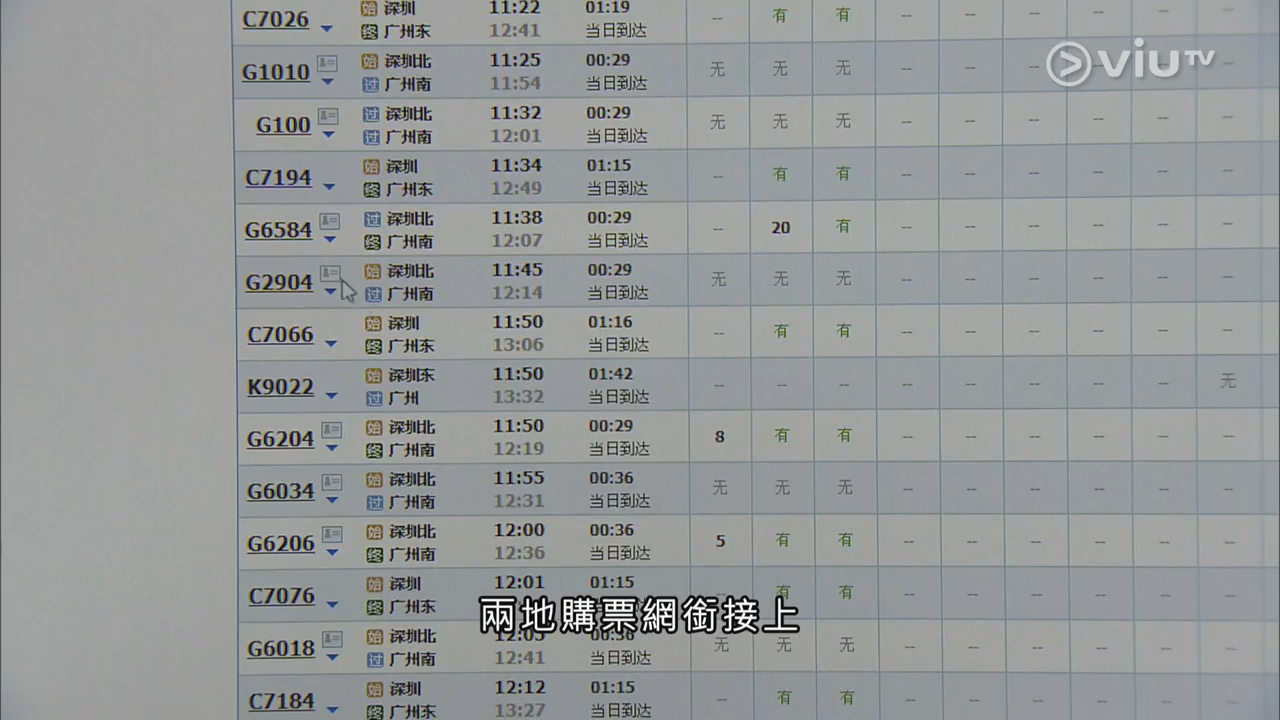 C7026 始 深圳 11:22 01:19 -- 有 有 -- -- -- -- -- --
终 广州东 12:41 当日到达
viuTV
G1010 始 深圳北 11:25 00:29 无 无 无 -- -- -- -- -- --
过 广州南 11:54 当日到达
G100 过 深圳北 11:32 00:29 无 无 无 -- -- -- -- -- --
过 广州南 12:01 当日到达
C7194 始 深圳 11:34 01:15 -- 有 有 -- -- -- -- -- --
终 广州东 12:49 当日到达
G6584 过 深圳北 11:38 00:29 -- 20 有 -- -- -- -- -- --
终 广州南 12:07 当日到达
G2904 始 深圳北 11:45 00:29 无 无 无 -- -- -- -- -- --
过 广州南 12:14 当日到达
C7066 始 深圳 11:50 01:16 -- 有 有 -- -- -- -- -- --
终 广州东 13:06 当日到达
K9022 始 深圳东 11:50 01:42 -- -- -- -- -- -- -- -- 无
过 广州 13:32 当日到达
G6204 始 深圳北 11:50 00:29 8 有 有 -- -- -- -- -- --
终 广州南 12:19 当日到达
G6034 始 深圳北 11:55 00:36 无 无 无 -- -- -- -- -- --
过 广州南 12:31 当日到达
G6206 始 深圳北 12:00 00:36 5 有 有 -- -- -- -- -- --
终 广州南 12:36 当日到达
C7076 始 深圳 12:01 01:15 -- 有 有 -- -- -- -- -- --
终 广州东 当日到达
兩地購票網銜接上
G6018 始 深圳北 12:05 00:36 无 无 无 -- -- -- -- -- --
过 广州南 12:41 当日到达
C7184 始 深圳 12:12 01:15 -- 有 有 -- -- -- -- -- --
终 广州东 13:27 当日到达